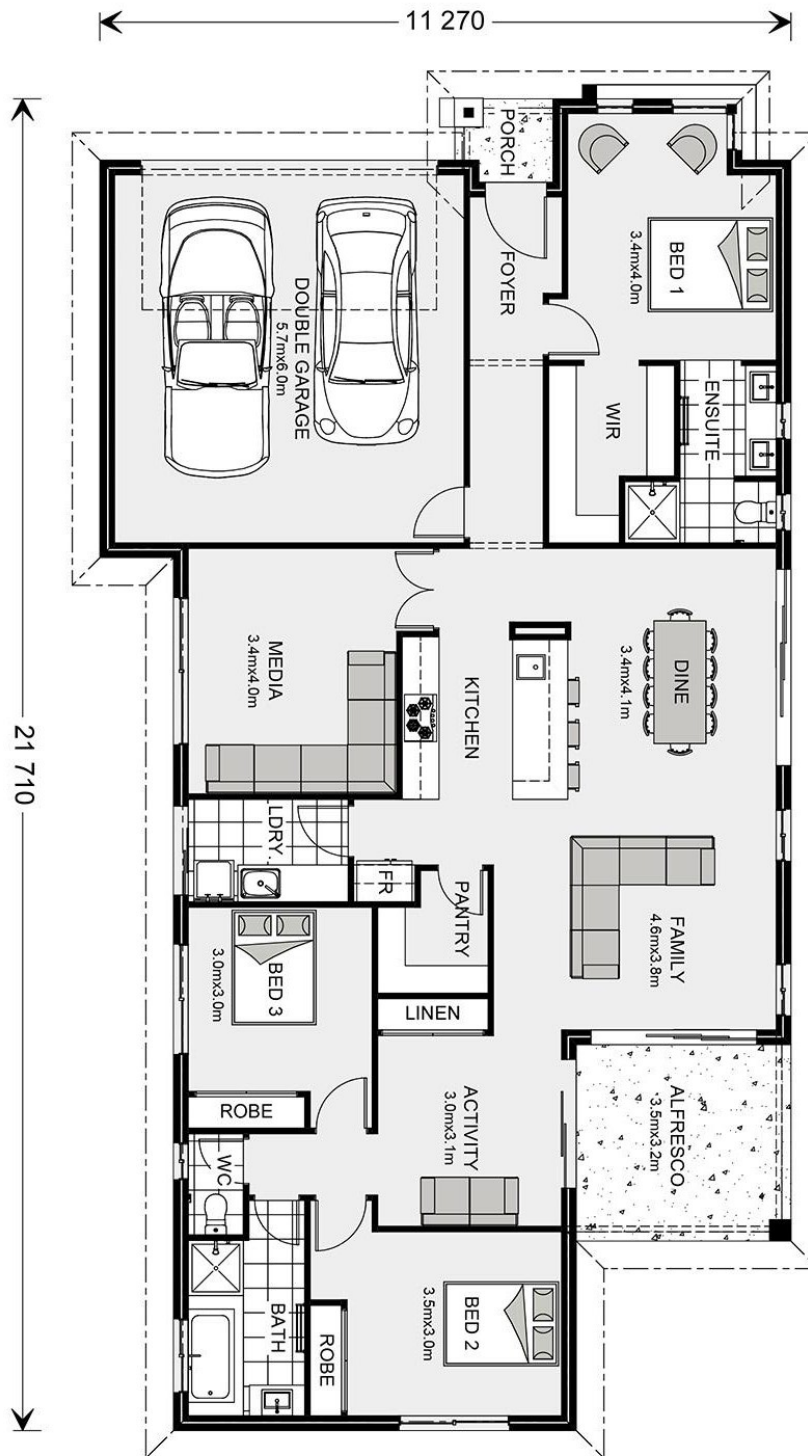 11 270
21 710
PORCH
BED 1
3.4mx4.0m
FOYER
DOUBLE GARAGE
5.7mx6.0m
ENSUITE
WIR
MEDIA
3.4mx4.0m
KITCHEN
DINE
3.4mx4.1m
LDRY.
FR
PANTRY
FAMILY
4.6mx3.8m
BED 3
3.0mx3.0m
LINEN
ROBE
ACTIVITY
3.0mx3.1m
ALFRESCO
3.5mx3.2m
WC
BATH
ROBE
BED 2
3.5mx3.0m